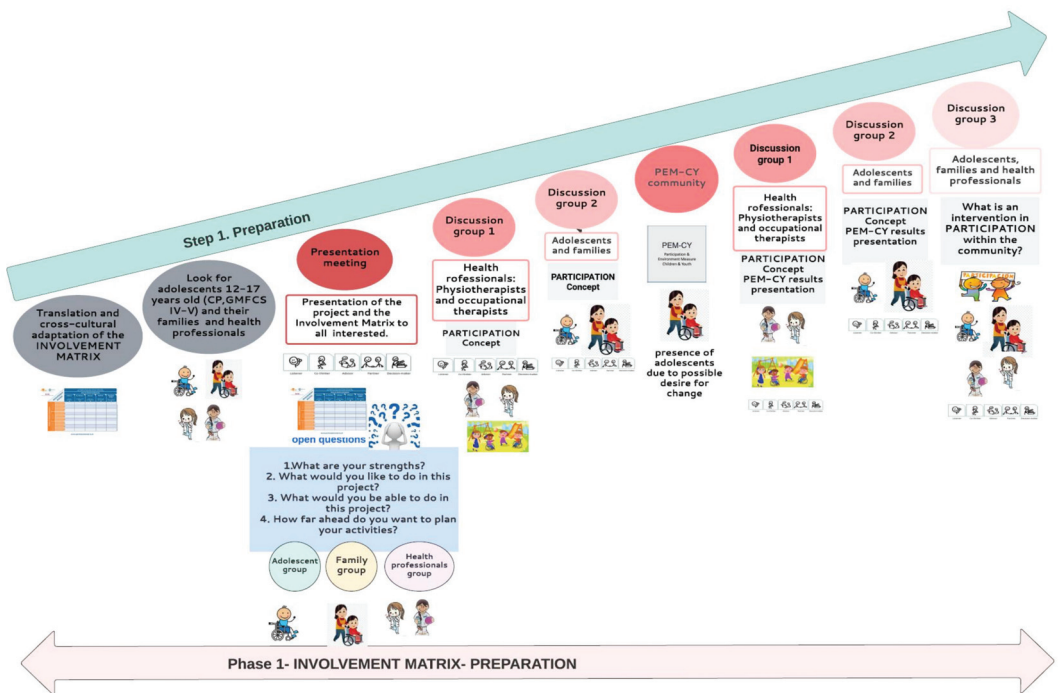 Step 1. Preparation
Translation and
cross-cultural
adaptation of the
INVOLVEMENT
MATRIX
Look for
adolescents 12-17
years old (CP,GMFCS
IV-V) and their
families and health
professionals
Presentation
meeting
Presentation of the
project and the
Involvement Matrix to
all interested.
open questions
1.What are your strengths?
2. What would you like to do in this
project?
3. What would you be able to do in
this project?
4. How far ahead do you want to plan
your activities?
Adolescent
group
Family
group
Health
professionals
group
Discussion
group 1
Health
rofessionals:
Physiotherapists
and occupational
therapists
PARTICIPATION
Concept
Discussion
group 2
Adolescents
and families
PARTICIPATION
Concept
PEM-CY
community
PEM-CY
Participation &
Environment Measure
Children & Youth
presence of
adolescents
due to possible
desire for
change
Discussion
group 1
Health
rofessionals:
Physiotherapists
and occupational
therapists
PARTICIPATION
Concept
PEM-CY results
presentation
Discussion
group 2
Adolescents
and families
PARTICIPATION
Concept
PEM-CY results
presentation
Discussion
group 3
Adolescents,
families and health
professionals
What is an
intervention in
PARTICIPATION
within the
community?
Phase 1- INVOLVEMENT MATRIX- PREPARATION